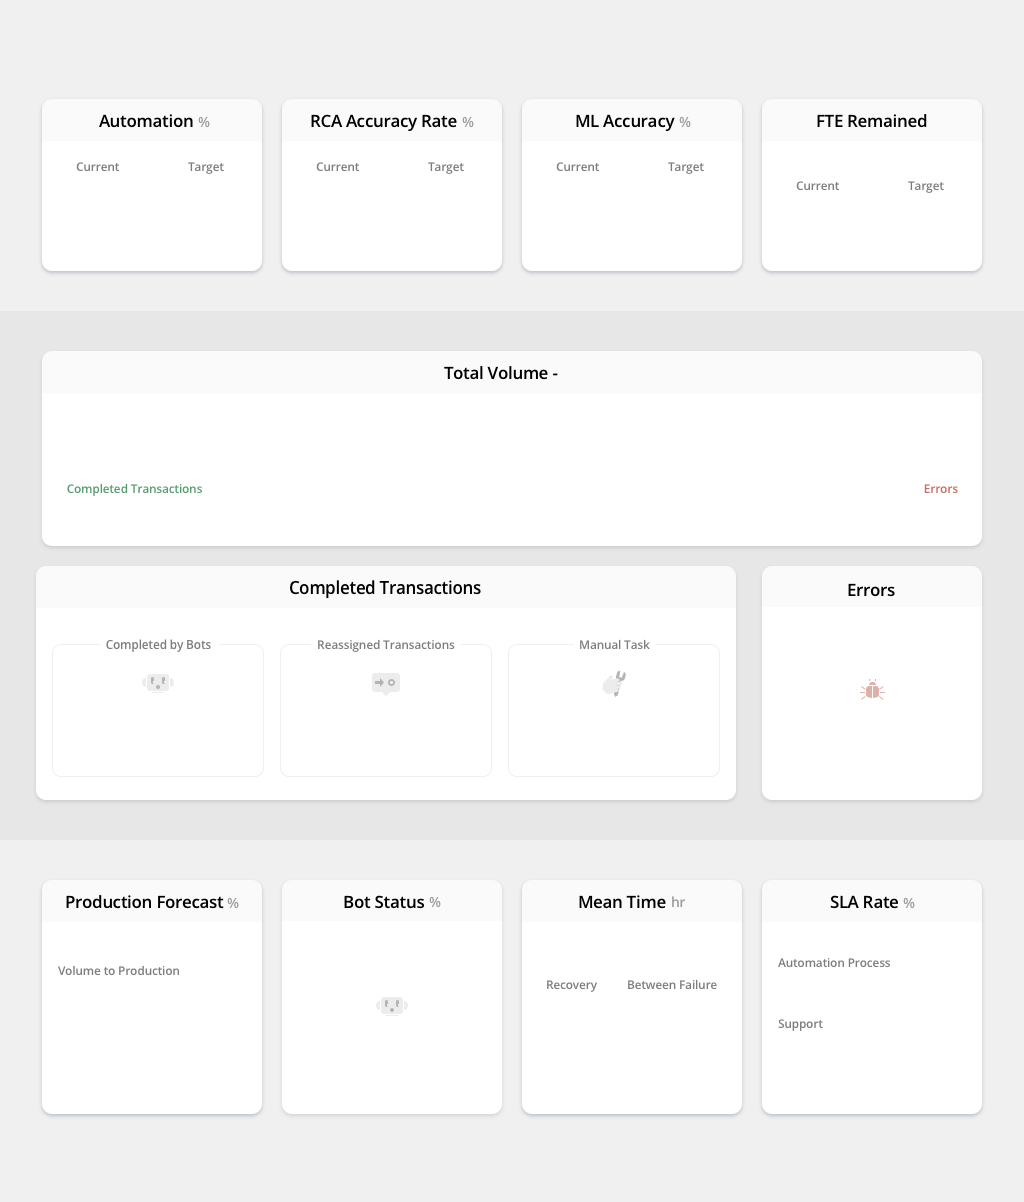 Automation %
Current Target
RCA Accuracy Rate %
Current Target
ML Accuracy %
Current Target
FTE Remained
Current Target
Total Volume -
Completed Transactions
Errors
Completed Transactions
Completed by Bots
Reassigned Transactions
Manual Task
Errors
Production Forecast %
Volume to Production
Bot Status %
Mean Time hr
Recovery Between Failure
SLA Rate %
Automation Process
Support